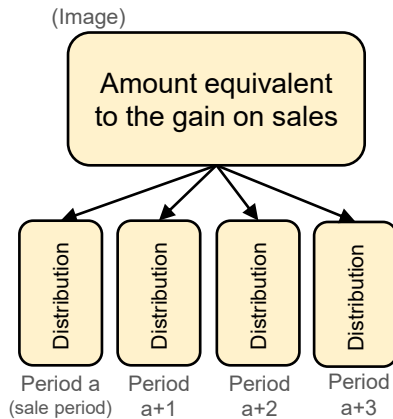 (Image)
Amount equivalent
to the gain on sales
Distribution
Distribution
Distribution
Distribution
Period a
(sale period)
Period
a+1
Period
a+2
Period
a+3